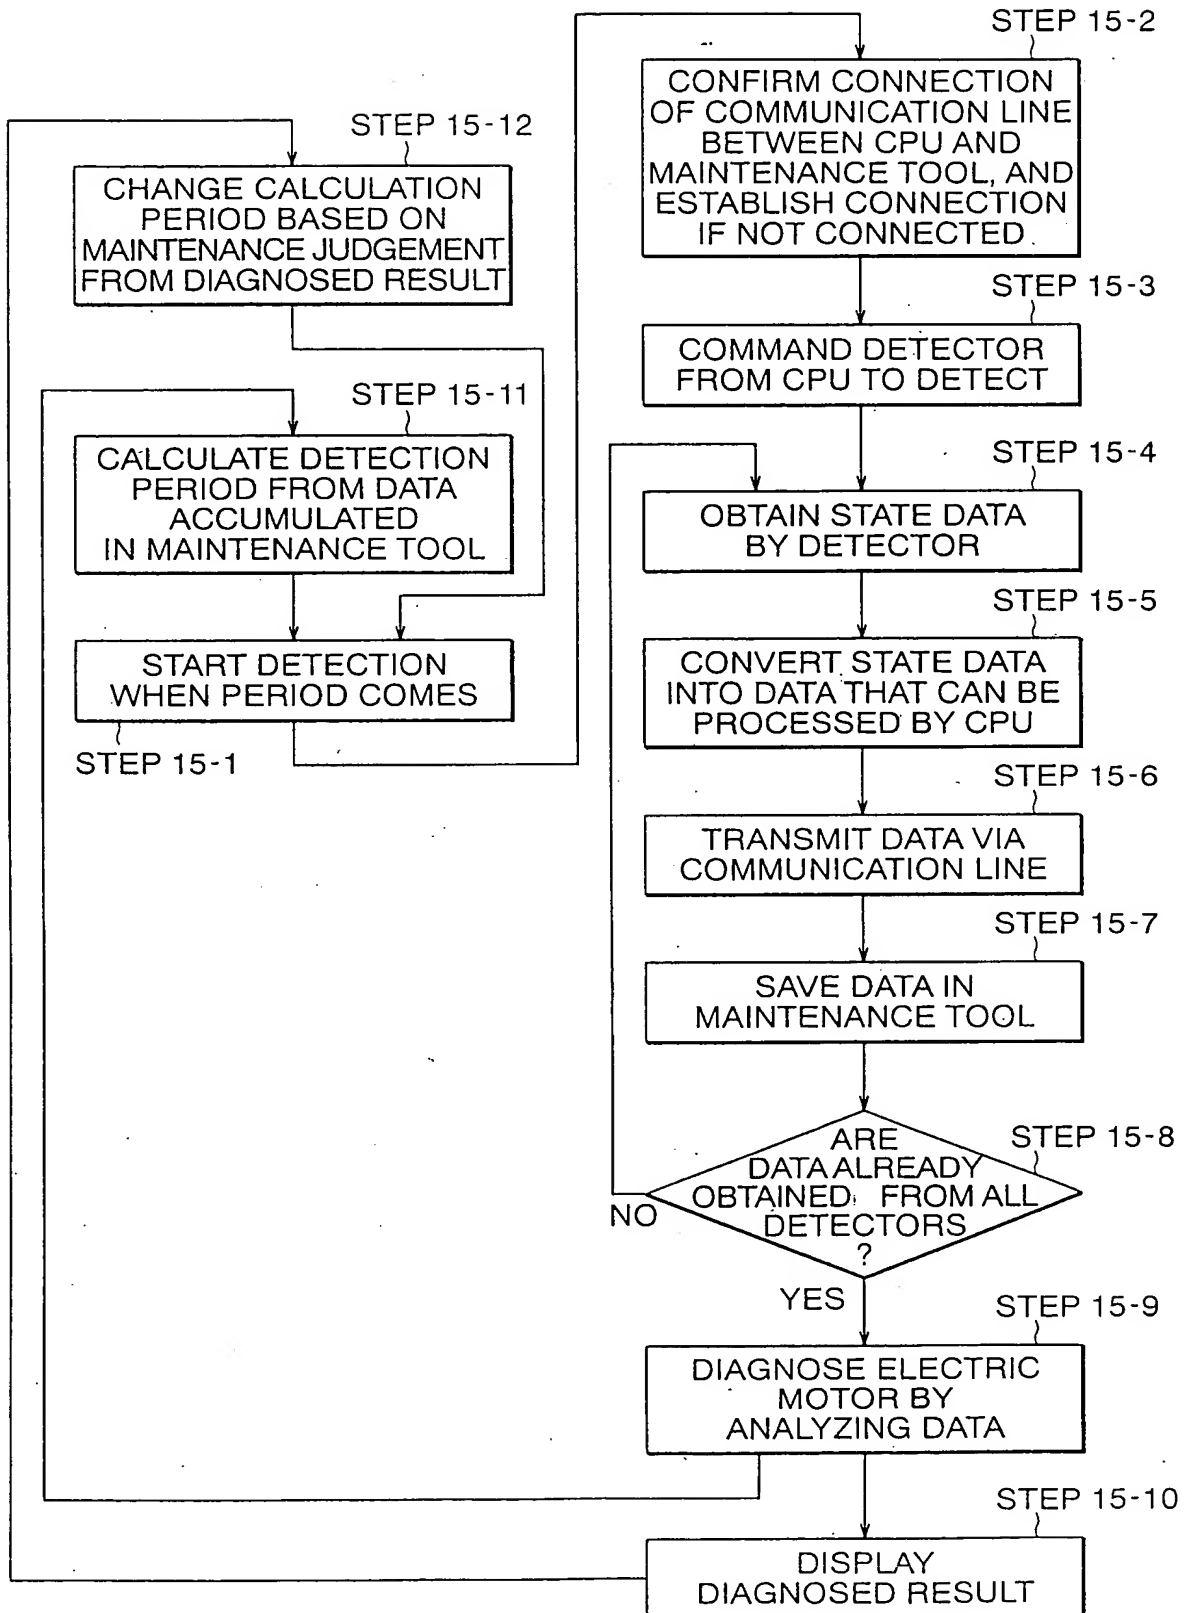 STEP 15-2
CONFIRM CONNECTION
OF COMMUNICATION LINE
BETWEEN CPU AND
MAINTENANCE TOOL, AND
ESTABLISH CONNECTION
IF NOT CONNECTED
STEP 15-12
CHANGE CALCULATION
PERIOD BASED ON
MAINTENANCE JUDGEMENT
FROM DIAGNOSED RESULT
STEP 15-3
COMMAND DETECTOR
FROM CPU TO DETECT
STEP 15-11
CALCULATE DETECTION
PERIOD FROM DATA
ACCUMULATED
IN MAINTENANCE TOOL
STEP 15-4
OBTAIN STATE DATA
BY DETECTOR
START DETECTION
WHEN PERIOD COMES
STEP 15-1
STEP 15-5
CONVERT STATE DATA
INTO DATA THAT CAN BE
PROCESSED BY CPU
STEP 15-6
TRANSMIT DATA VIA
COMMUNICATION LINE
STEP 15-7
SAVE DATA IN
MAINTENANCE TOOL
STEP 15-8
ARE
DATA ALREADY
OBTAINED FROM ALL
DETECTORS
?
NO
YES
STEP 15-9
DIAGNOSE ELECTRIC
MOTOR BY
ANALYZING DATA
STEP 15-10
DISPLAY
DIAGNOSED RESULT